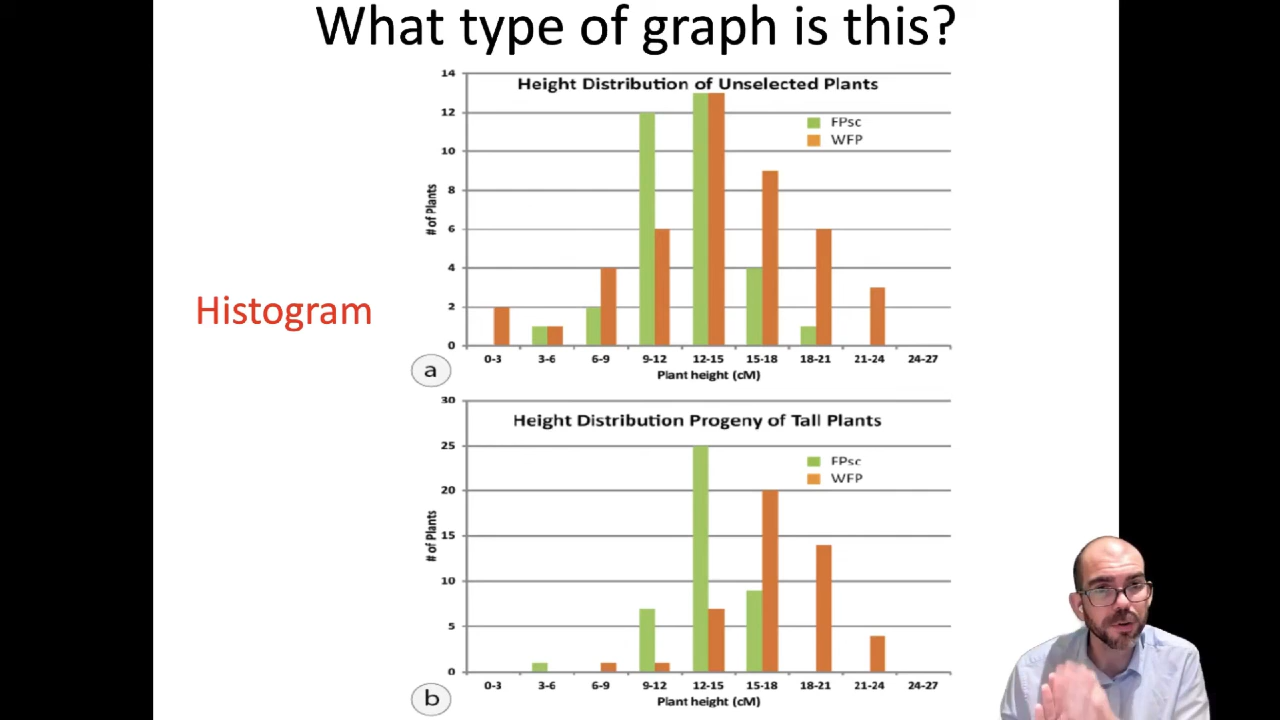 What type of graph is this?
Histogram
Height Distribution of Unselected Plants
FPsc
WFP
# of Plants
14
12
10
8
6
4
2
0
0-3 3-6 6-9 9-12 12-15 15-18 18-21 21-24 24-27
Plant height (cM)
a
Height Distribution Progeny of Tall Plants
FPsc
WFP
# of Plants
30
25
20
15
10
5
0
0-3 3-6 6-9 9-12 12-15 15-18 18-21 21-24 24-27
Plant height (cM)
b